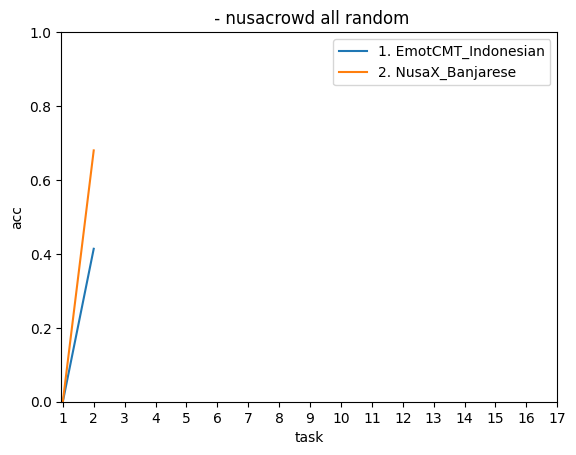 - nusacrowd all random
1. EmotCMT_Indonesian
2. NusaX_Banjarese
acc
1.0
0.8
0.6
0.4
0.2
0.0
1 2 3 4 5 6 7 8 9 10 11 12 13 14 15 16 17
task